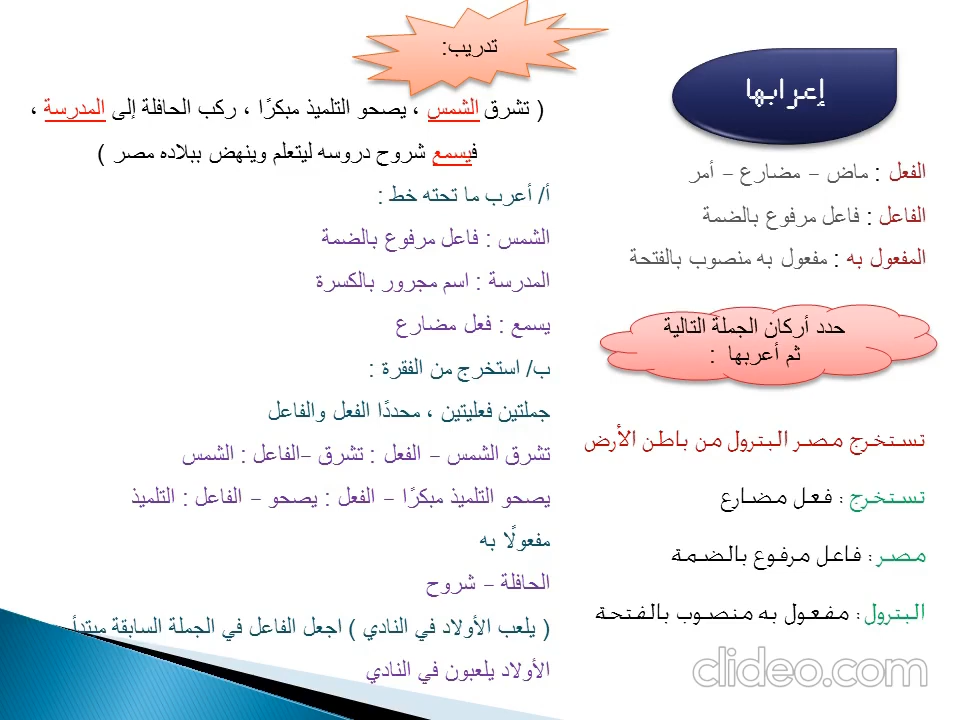 إعرابها
الفعل : ماض – مضارع – أمر
الفاعل : فاعل مرفوع بالضمة
المفعول به : مفعول به منصوب بالفتحة
حدد أركان الجملة التالية
ثم أعربها :
تستخرج مصر البترول من باطن الأرض
تستخرج : فعل مضارع
مصر : فاعل مرفوع بالضمة
البترول : مفعول به منصوب بالفتحة
تدريب:
( تشرق الشمس ، يصحو التلميذ مبكرًا ، ركب الحافلة إلى المدرسة ،
فيسمع شروح دروسه ليتعلم وينهض ببلاده مصر )
أ/ أعرب ما تحته خط :
الشمس : فاعل مرفوع بالضمة
المدرسة : اسم مجرور بالكسرة
يسمع : فعل مضارع
ب/ استخرج من الفقرة :
جملتين فعليتين ، محددًا الفعل والفاعل
تشرق الشمس – الفعل : تشرق –الفاعل : الشمس
يصحو التلميذ مبكرًا – الفعل : يصحو – الفاعل : التلميذ
مفعولًا به
الحافلة – شروح
( يلعب الأولاد في النادي ) اجعل الفاعل في الجملة السابقة مبتدأ
الأولاد يلعبون في النادي
clideo.com